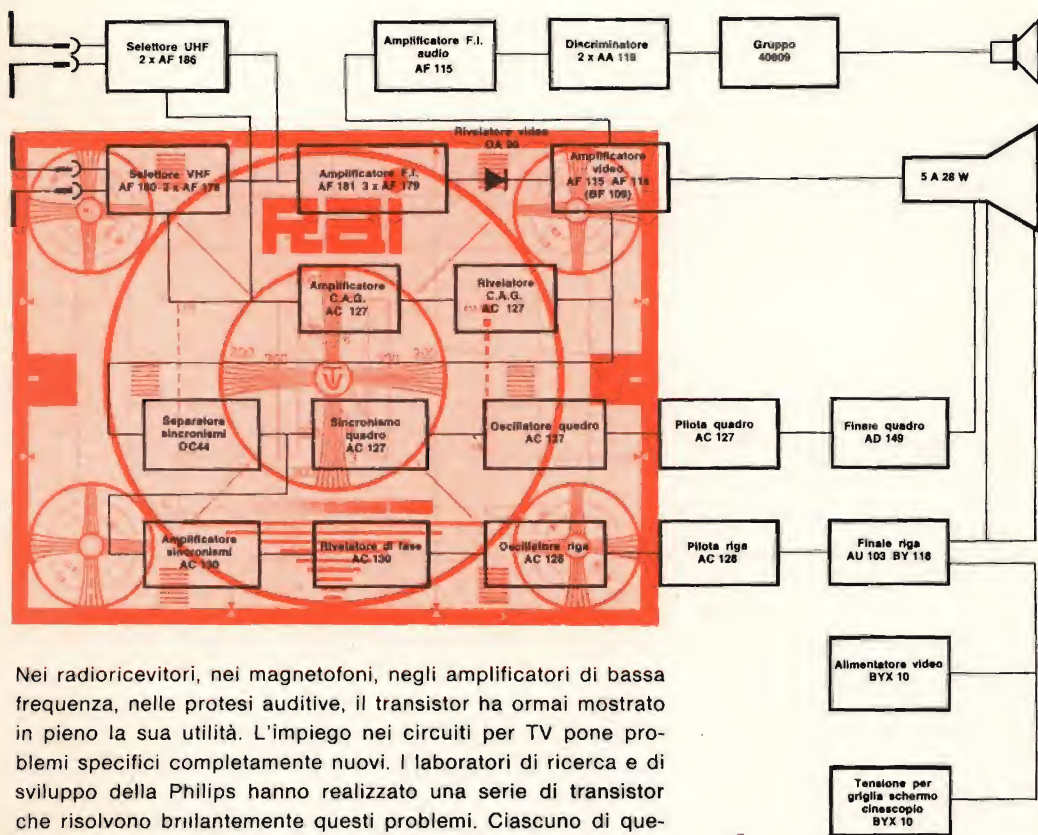 Selettore UHF
2 x AF 186
Amplificatore F.I.
audio
AF 115
Discriminatore
2 x AA 119
Gruppo
40809
Rivelatore video
OA 90
Selettore VHF
AF 180 2 x AF 178
Amplificatore F.I.
AF 181 3 x AF 179
Amplificatore
video
AF 115 AF 118
(BF 109)
5 A 28 W
RAI
Amplificatore
C.A.G.
AC 127
Rivelatore
C.A.G.
AC 127
Separatore
sincronismi
OC44
Sincronismo
quadro
AC 127
Oscillatore quadro
AC 127
Pilota quadro
AC 127
Finale quadro
AD 149
Amplificatore
sincronismi
AC 130
Rivelatore di fase
AC 130
Oscillatore riga
AC 128
Pilota riga
AC 128
Finale riga
AU 103 BY 118
Alimentatore video
BYX 10
Tensione per
griglia schermo
cinescopio
BYX 10
Nei radioricevitori, nei magnetofoni, negli amplificatori di bassa
frequenza, nelle protesi auditive, il transistor ha ormai mostrato
in pieno la sua utilità. L'impiego nei circuiti per TV pone pro-
blemi specifici completamente nuovi. I laboratori di ricerca e di
sviluppo della Philips hanno realizzato una serie di transistor
che risolvono brillantemente questi problemi. Ciascuno di que-